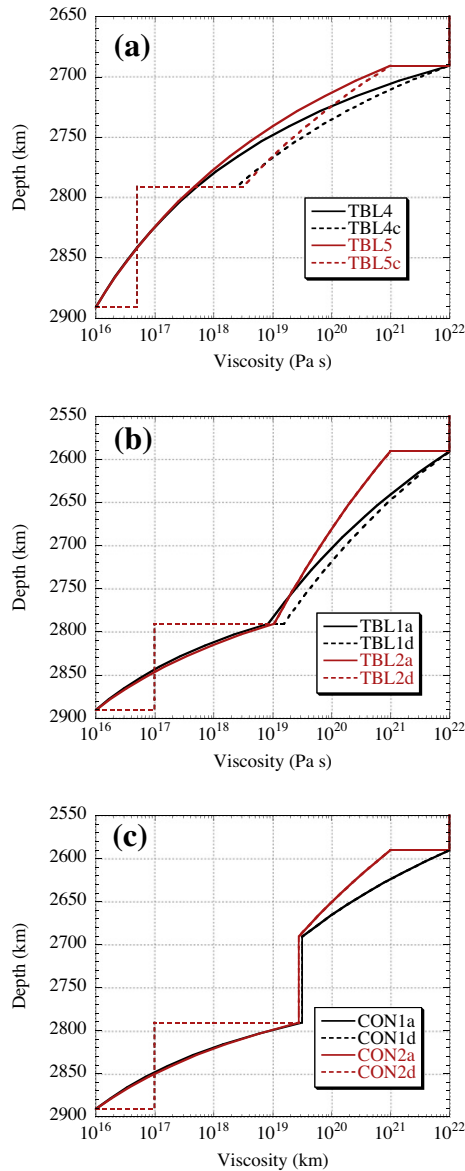 (a)
2700
2750
2800
2850
2900
Depth (km)
TBL4
TBL4c
TBL5
TBL5c
10^16 10^17 10^18 10^19 10^20 10^21 10^22
Viscosity (Pa s)
(b)
2550
2600
2650
2700
2750
2800
2850
2900
Depth (km)
TBL1a
TBL1d
TBL2a
TBL2d
10^16 10^17 10^18 10^19 10^20 10^21 10^22
Viscosity (Pa s)
(c)
2550
2600
2650
2700
2750
2800
2850
2900
Depth (km)
CON1a
CON1d
CON2a
CON2d
10^16 10^17 10^18 10^19 10^20 10^21 10^22
Viscosity (km)